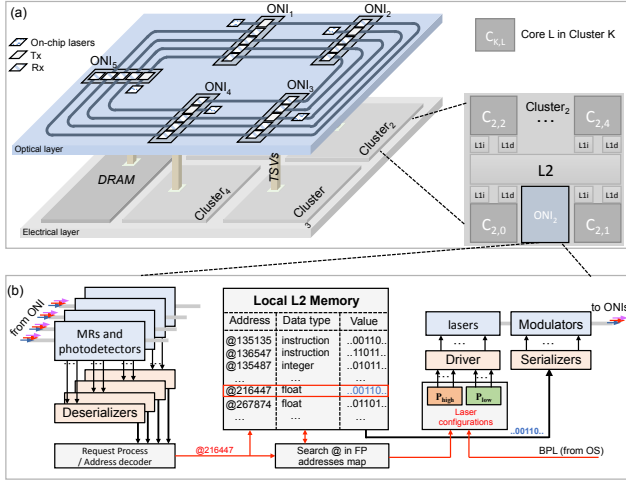 (a)
On-chip lasers
Tx
Rx
ONI1
ONI2
ONI5
ONI4
ONI3
Optical layer
DRAM
TSVs
Cluster2
Cluster4
Cluster
3
Electrical layer
CK,L
Core L in Cluster K
C2,2
Cluster2
...
C2,4
L1i
L1d
L1i
L1d
L2
L1i
L1d
L1i
L1d
C2,0
ONI2
C2,1
(b)
from ONI
MRs and
photodetectors
Deserializers
Request Process
/ Address decoder
@216447
Local L2 Memory
Address Data type Value
@135135 instruction ..00110..
@136547 instruction ..11011..
@135487 integer ..01011..
... ... ...
@216447 float ..00110..
@267874 float ..01101..
... ... ...
Search @ in FP
addresses map
to ONIs
lasers
Modulators
Driver
Serializers
...
...
...
Phigh
Plow
Laser
configurations
..00110..
BPL (from OS)